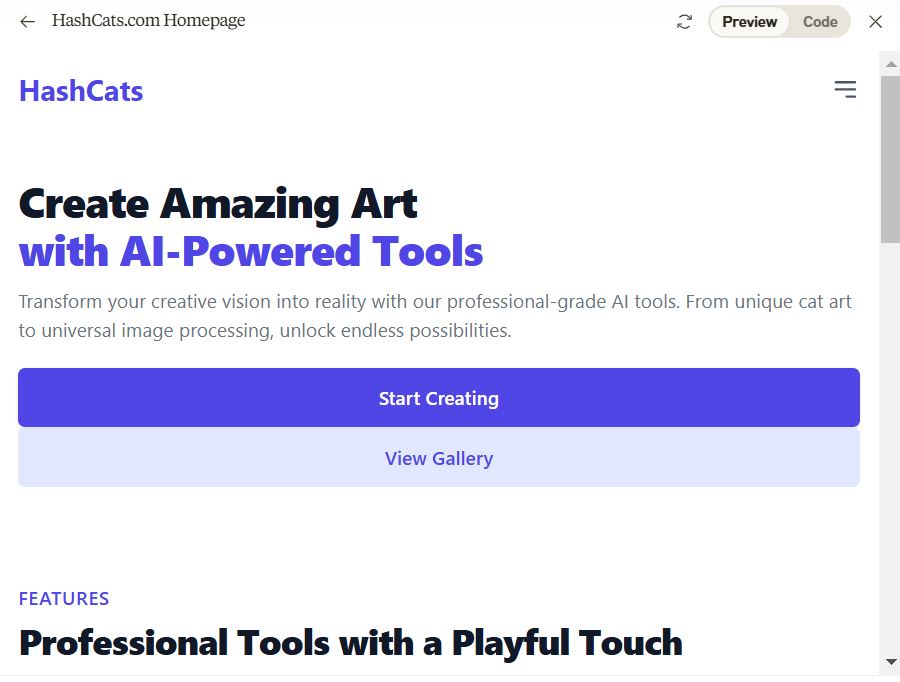 HashCats.com Homepage
Preview
Code
HashCats
Create Amazing Art
with AI-Powered Tools
Transform your creative vision into reality with our professional-grade AI tools. From unique cat art
to universal image processing, unlock endless possibilities.
Start Creating
View Gallery
FEATURES
Professional Tools with a Playful Touch